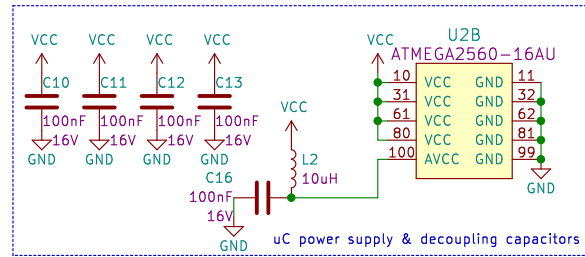 U2B
ATMEGA2560-16AU
VCC VCC VCC VCC VCC
C10 C11 C12 C13
100nF 100nF 100nF 100nF
16V 16V 16V 16V
GND GND GND GND
10 VCC GND 11
31 VCC GND 32
61 VCC GND 62
80 VCC GND 81
100 AVCC GND 99
GND
VCC
L2
10uH
C16
100nF
16V
GND
uC power supply & decoupling capacitors